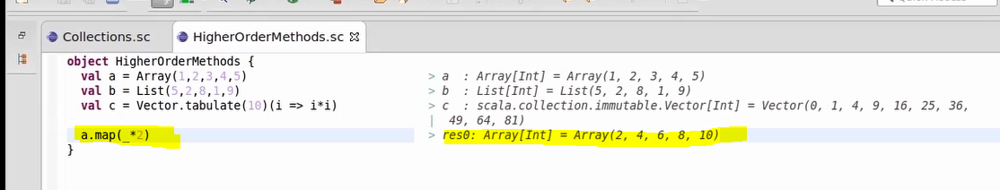 Collections.sc
HigherOrderMethods.sc
object HigherOrderMethods {
val a = Array(1,2,3,4,5)
> a  : Array[Int] = Array(1, 2, 3, 4, 5)
val b = List(5,2,8,1,9)
> b  : List[Int] = List(5, 2, 8, 1, 9)
val c = Vector.tabulate(10)(i => i*i)
> c  : scala.collection.immutable.Vector[Int] = Vector(0, 1, 4, 9, 16, 25, 36,
|  49, 64, 81)
a.map(_*2)
> res0: Array[Int] = Array(2, 4, 6, 8, 10)
}